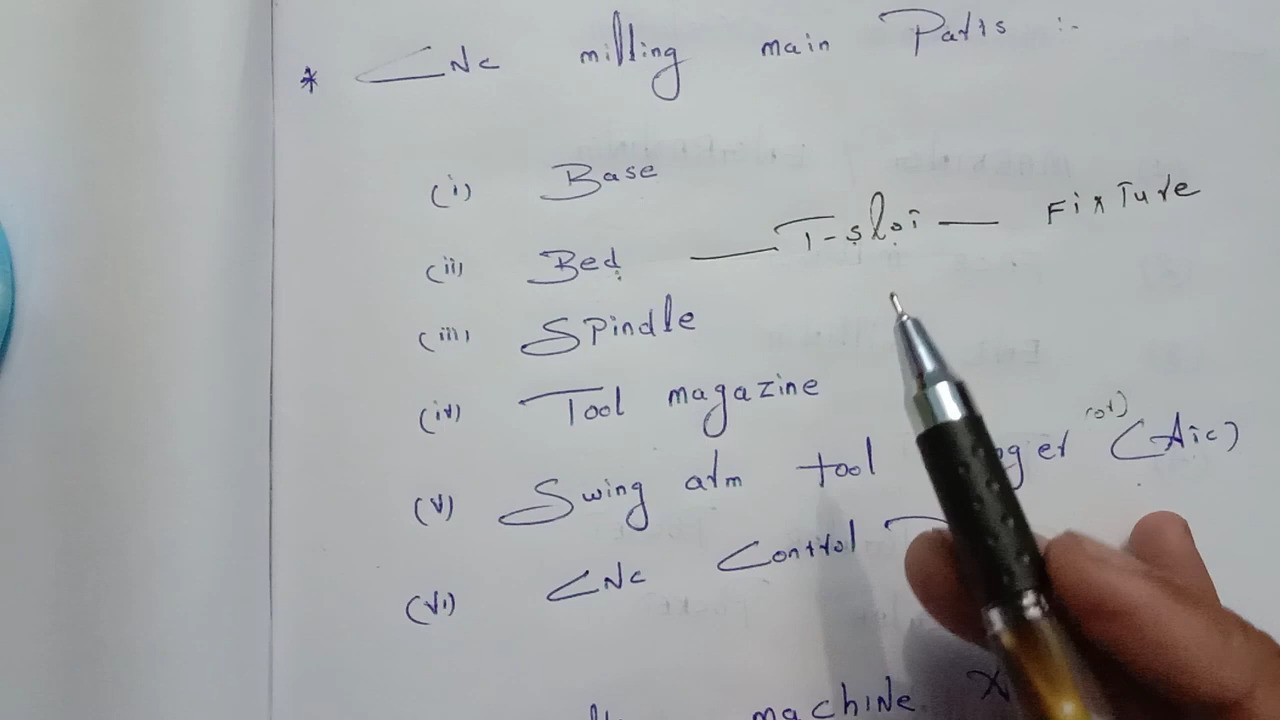 * CNC milling main Parts :-
(i) Base
(ii) Bed — T-slot — FixTure
(iii) Spindle
(iv) Tool magazine
(v) Swing arm tool (or) (ATC)
(vi) CNC Control
machine X